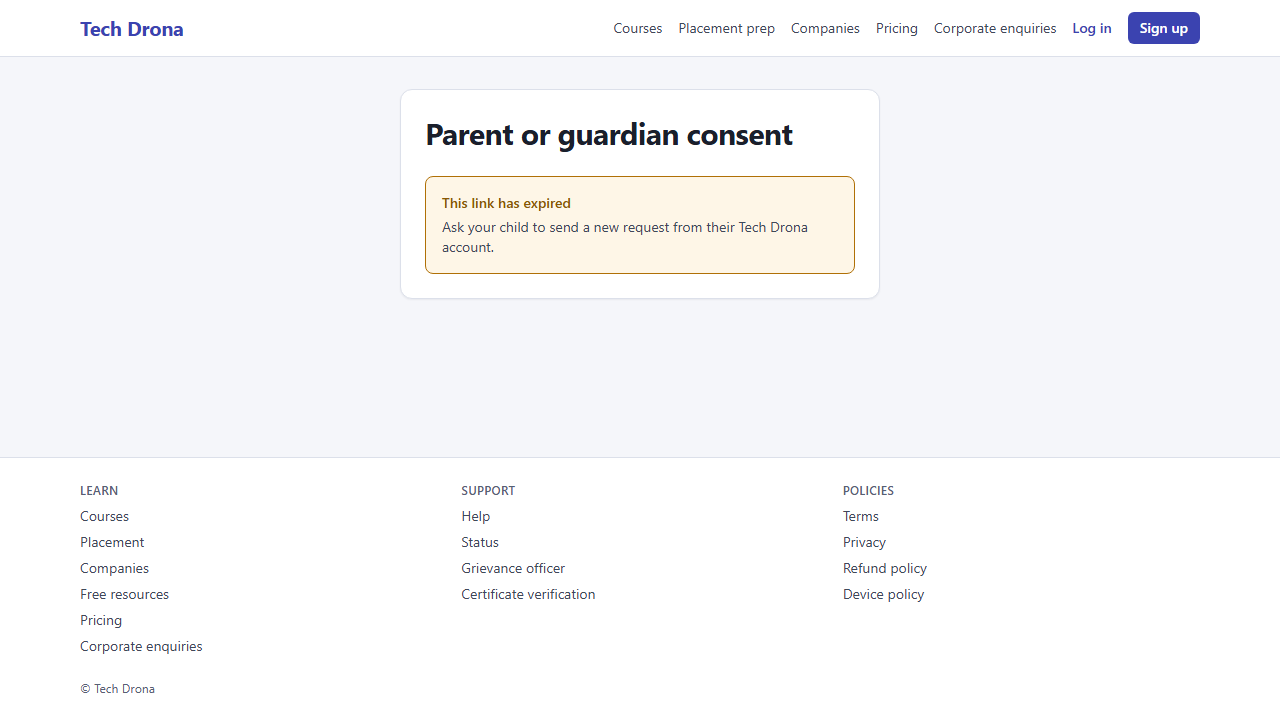 Tech Drona
Courses Placement prep Companies Pricing Corporate enquiries Log in Sign up
Parent or guardian consent
This link has expired
Ask your child to send a new request from their Tech Drona
account.
LEARN
Courses
Placement
Companies
Free resources
Pricing
Corporate enquiries
SUPPORT
Help
Status
Grievance officer
Certificate verification
POLICIES
Terms
Privacy
Refund policy
Device policy
© Tech Drona